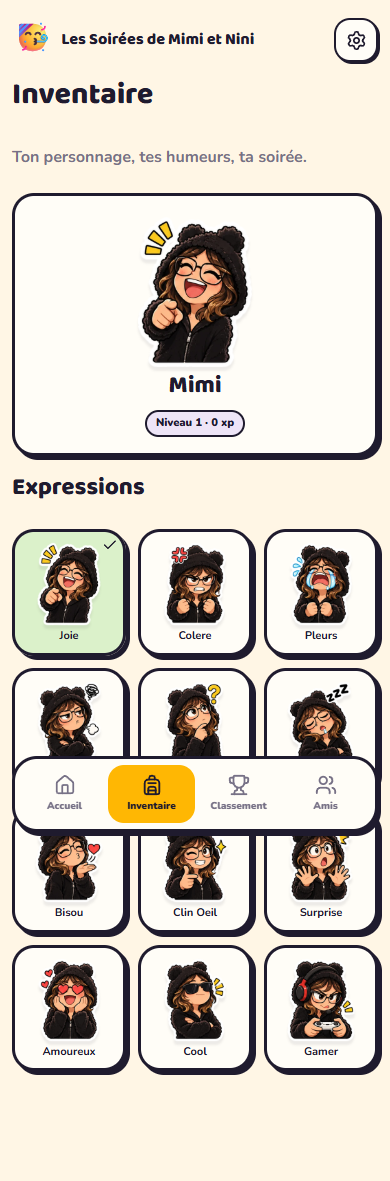 Les Soirées de Mimi et Nini
Inventaire
Ton personnage, tes humeurs, ta soirée.
Mimi
Niveau 1 · 0 xp
Expressions
Joie
Colere
Pleurs
?
zzz
Accueil
Inventaire
Classement
Amis
Bisou
Clin Oeil
Surprise
Amoureux
Cool
Gamer